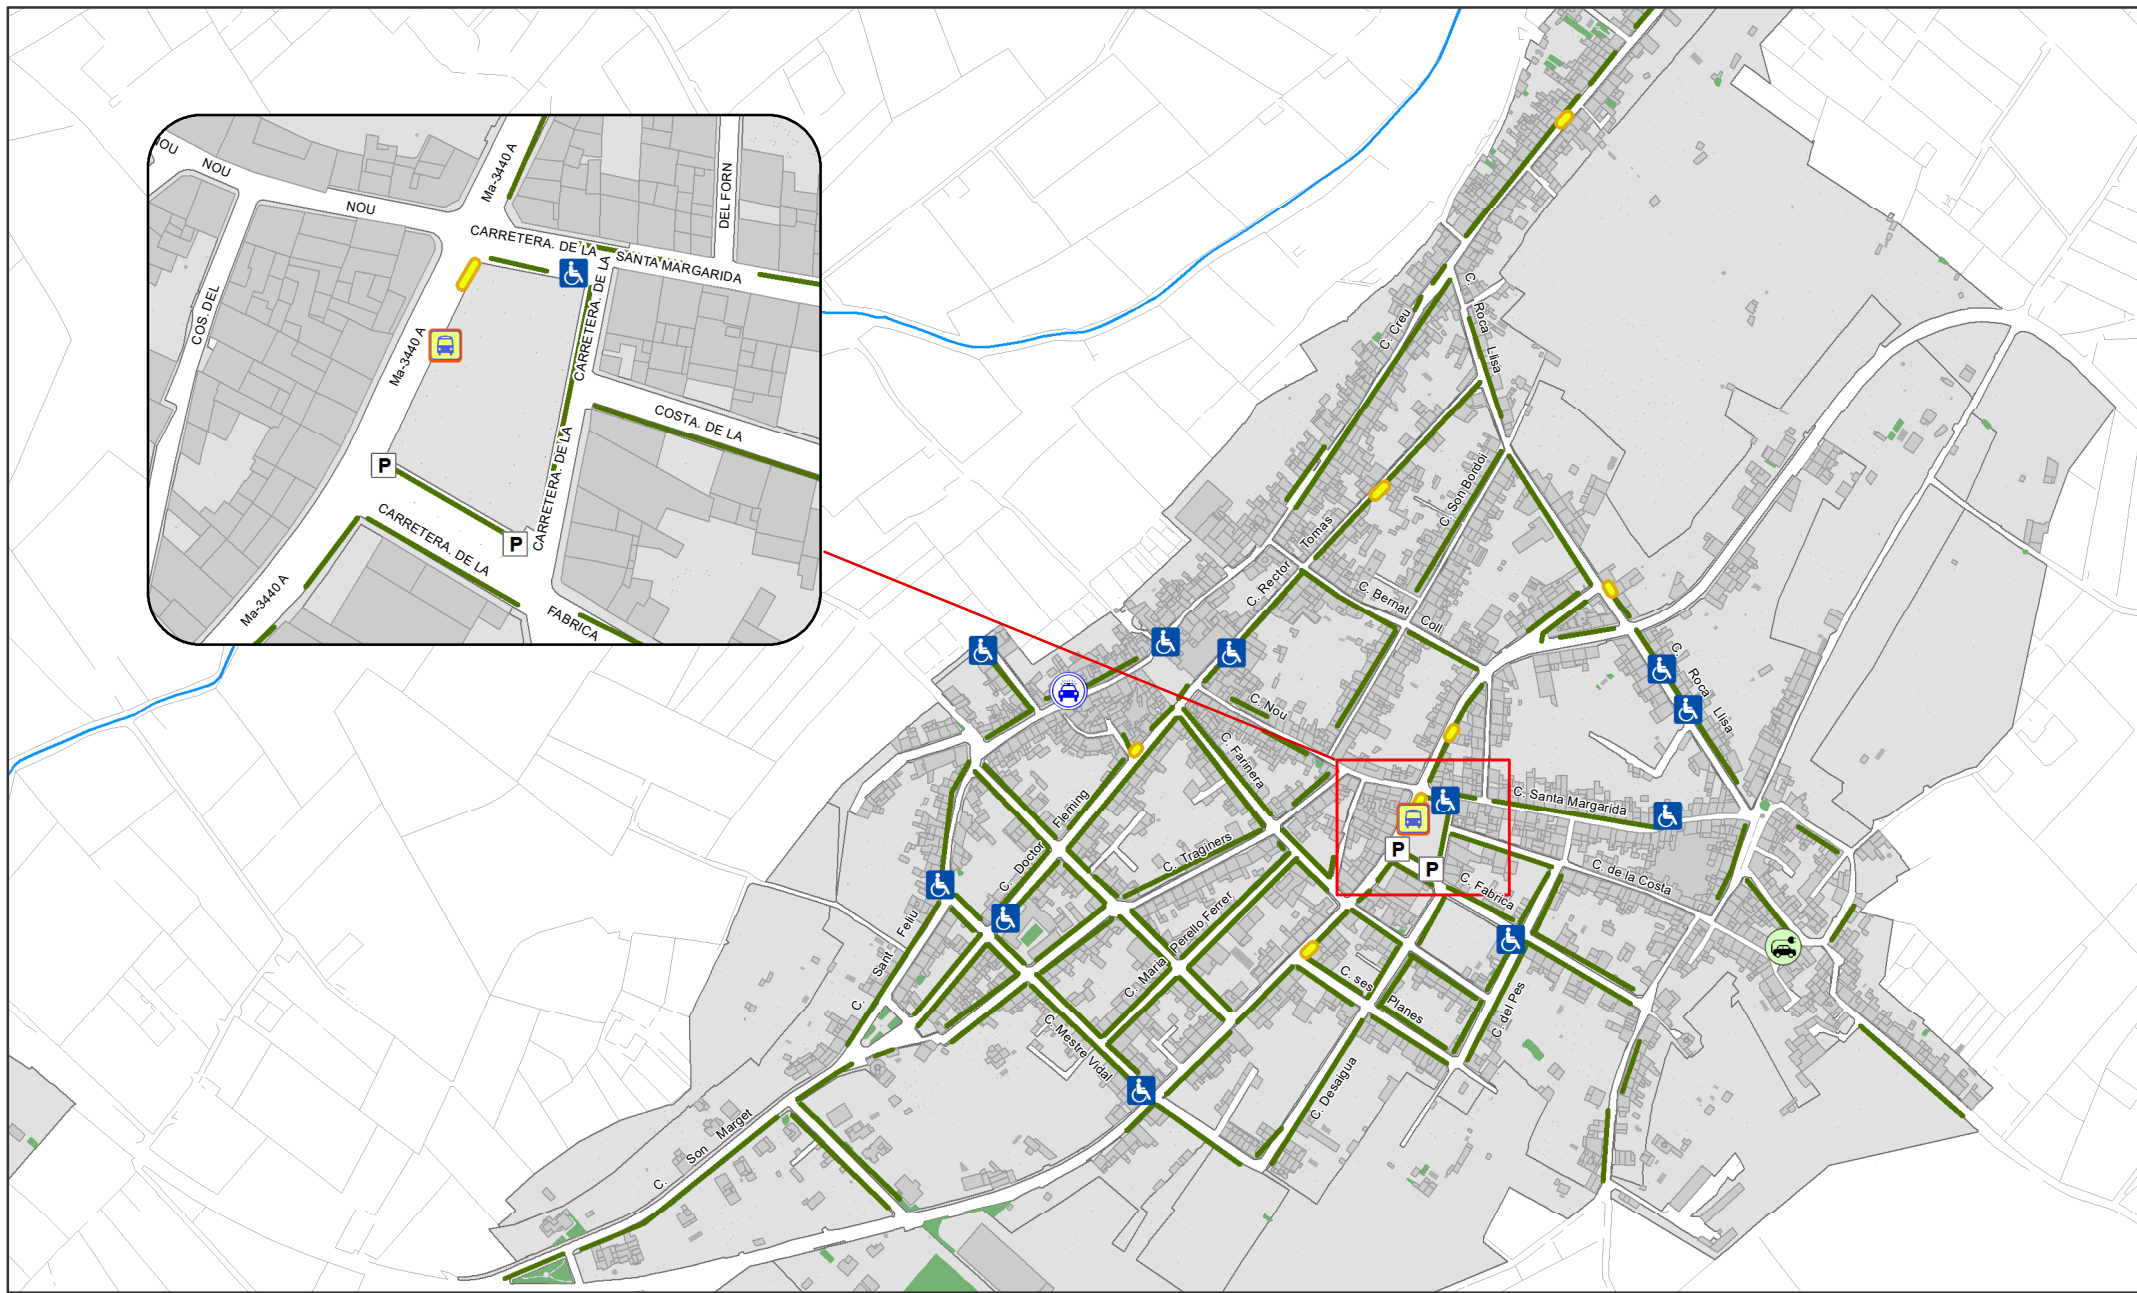 OU
NOU
NOU
Ma-3440 A
DEL FORN
CARRETERA. DE LA
SANTA MARGARIDA
COS. DEL
Ma-3440 A
CARRETERA. DE LA
COSTA. DE LA
P
CARRETERA. DE LA
CARRETERA. DE LA
P
Ma-3440 A
FABRICA
C. Creu
C. Roca Llisa
C. Son Bordoi
C. Rector Tomas
C. Bernat Coll
C. Nou
C. Farinera
C. Roca Llisa
C. Santa Margarida
C. Doctor Fleming
C. Traginers
P
P
C. Fabrica
C. de la Costa
C. Sant Feliu
C. Maria Perello Ferrer
C. ses Planes
C. del Pes
C. Mestre Vidal
C. Desaigua
C. Son Marget